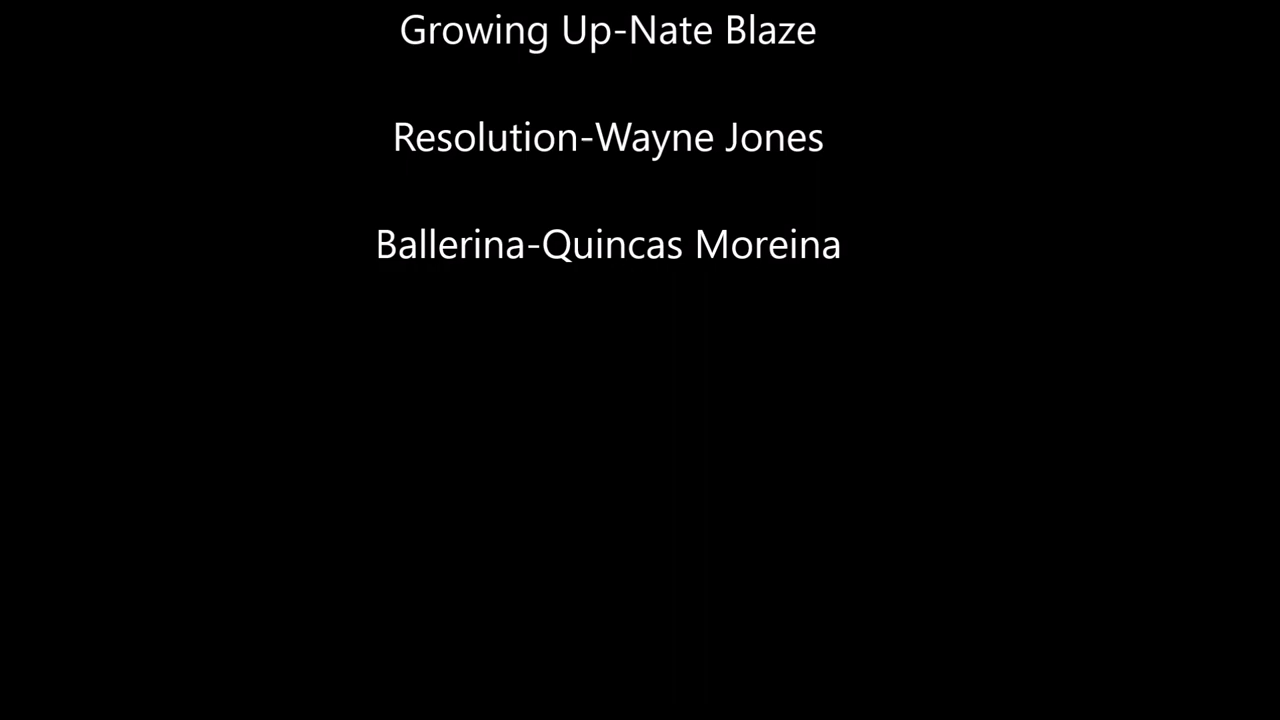 Growing Up-Nate Blaze
Resolution-Wayne Jones
Ballerina-Quincas Moreina